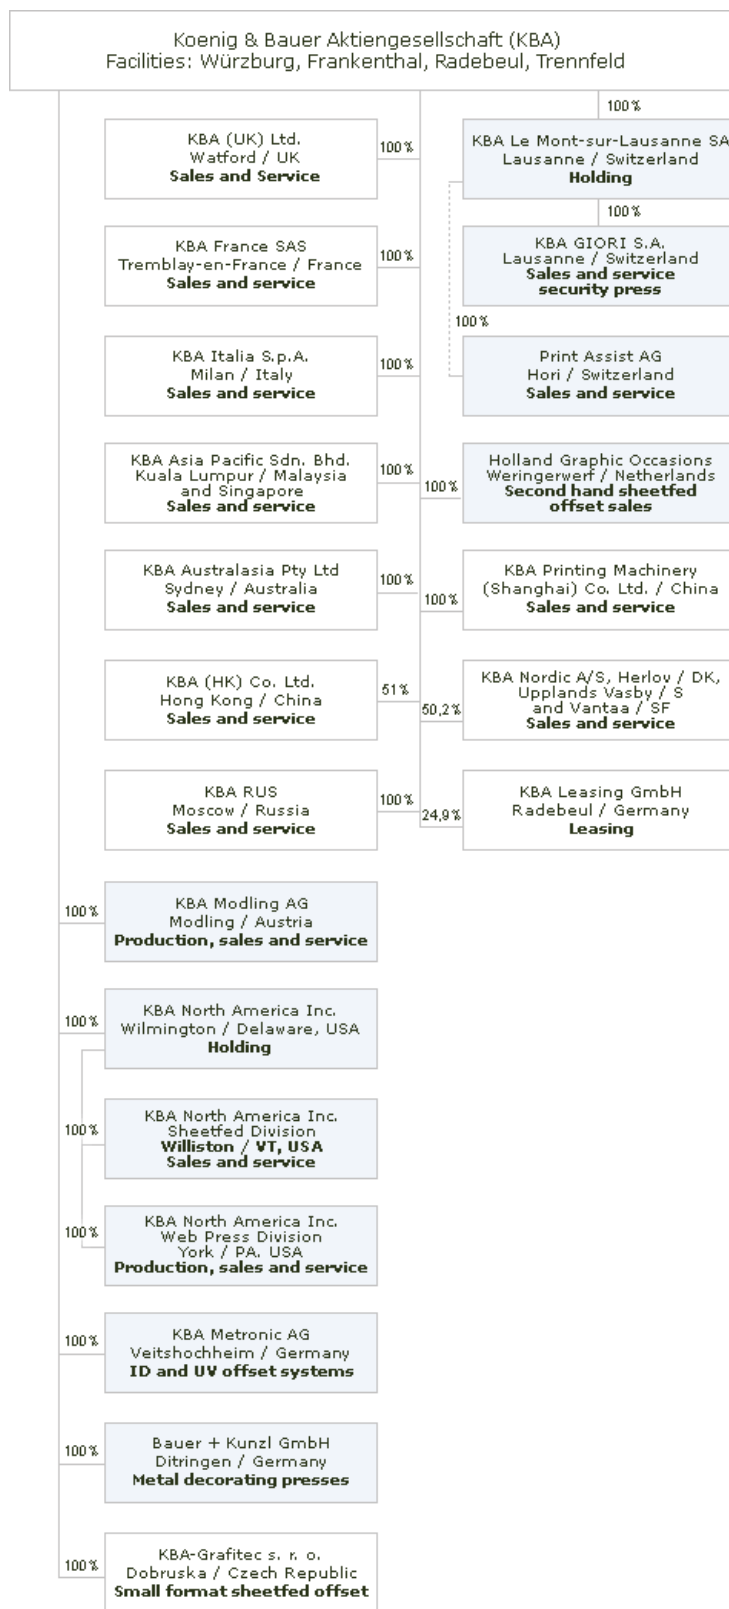 Koenig & Bauer Aktiengesellschaft (KBA)
Facilities: Würzburg, Frankenthal, Radebeul, Trennfeld
100%
KBA (UK) Ltd.
Watford / UK
Sales and Service
100%
KBA Le Mont-sur-Lausanne SA
Lausanne / Switzerland
Holding
100%
KBA France SAS
Tremblay-en-France / France
Sales and service
100%
KBA GIORI S.A.
Lausanne / Switzerland
Sales and service
security press
100%
KBA Italia S.p.A.
Milan / Italy
Sales and service
100%
Print Assist AG
Hori / Switzerland
Sales and service
KBA Asia Pacific Sdn. Bhd.
Kuala Lumpur / Malaysia
and Singapore
Sales and service
100%
100%
Holland Graphic Occasions
Weringerwerf / Netherlands
Second hand sheetfed
offset sales
KBA Australasia Pty Ltd
Sydney / Australia
Sales and service
100%
100%
KBA Printing Machinery
(Shanghai) Co. Ltd. / China
Sales and service
KBA (HK) Co. Ltd.
Hong Kong / China
Sales and service
51%
50,2%
KBA Nordic A/S, Herlov / DK,
Upplands Vasby / S
and Vantaa / SF
Sales and service
KBA RUS
Moscow / Russia
Sales and service
100%
24,9%
KBA Leasing GmbH
Radebeul / Germany
Leasing
100%
KBA Modling AG
Modling / Austria
Production, sales and service
100%
KBA North America Inc.
Wilmington / Delaware, USA
Holding
100%
KBA North America Inc.
Sheetfed Division
Williston / VT, USA
Sales and service
100%
KBA North America Inc.
Web Press Division
York / PA. USA
Production, sales and service
100%
KBA Metronic AG
Veitshochheim / Germany
ID and UV offset systems
100%
Bauer + Kunzl GmbH
Ditringen / Germany
Metal decorating presses
100%
KBA-Grafitec s. r. o.
Dobruska / Czech Republic
Small format sheetfed offset